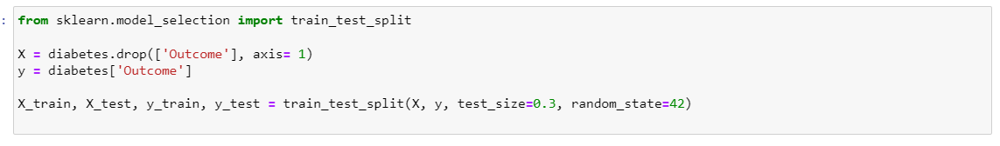 : from sklearn.model_selection import train_test_split
X = diabetes.drop(['Outcome'], axis= 1)
y = diabetes['Outcome']
X_train, X_test, y_train, y_test = train_test_split(X, y, test_size=0.3, random_state=42)